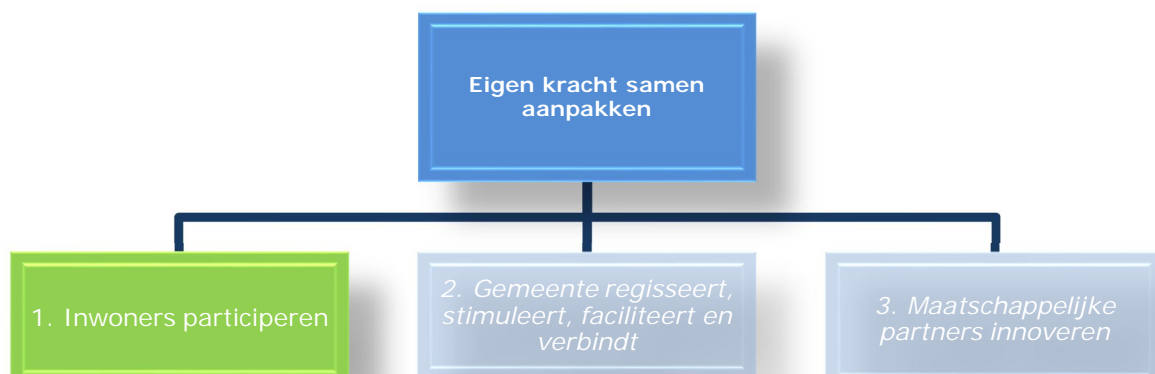 Eigen kracht samen
aanpakken
1. Inwoners participeren
2. Gemeente regisseert,
stimuleert, faciliteert en
verbindt
3. Maatschappelijke
partners innoveren